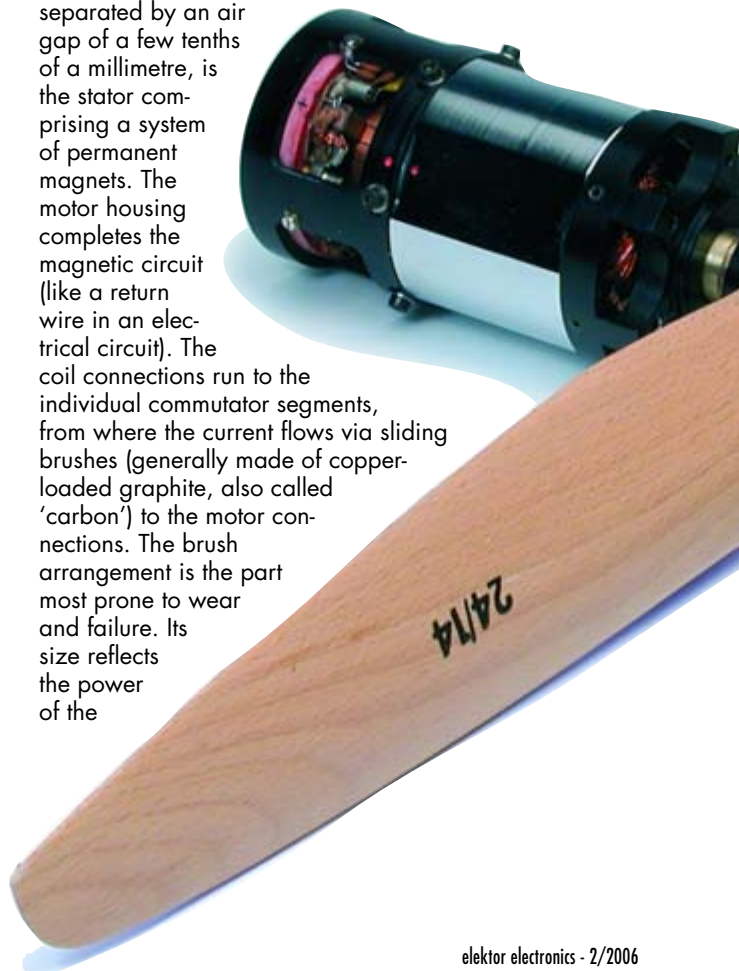 separated by an air
gap of a few tenths
of a millimetre, is
the stator com-
prising a system
of permanent
magnets. The
motor housing
completes the
magnetic circuit
(like a return
wire in an elec-
trical circuit). The
coil connections run to the
individual commutator segments,
from where the current flows via sliding
brushes (generally made of copper-
loaded graphite, also called
'carbon') to the motor con-
nections. The brush
arrangement is the part
most prone to wear
and failure. Its
size reflects
the power
of the
24/14
elektor electronics - 2/2006